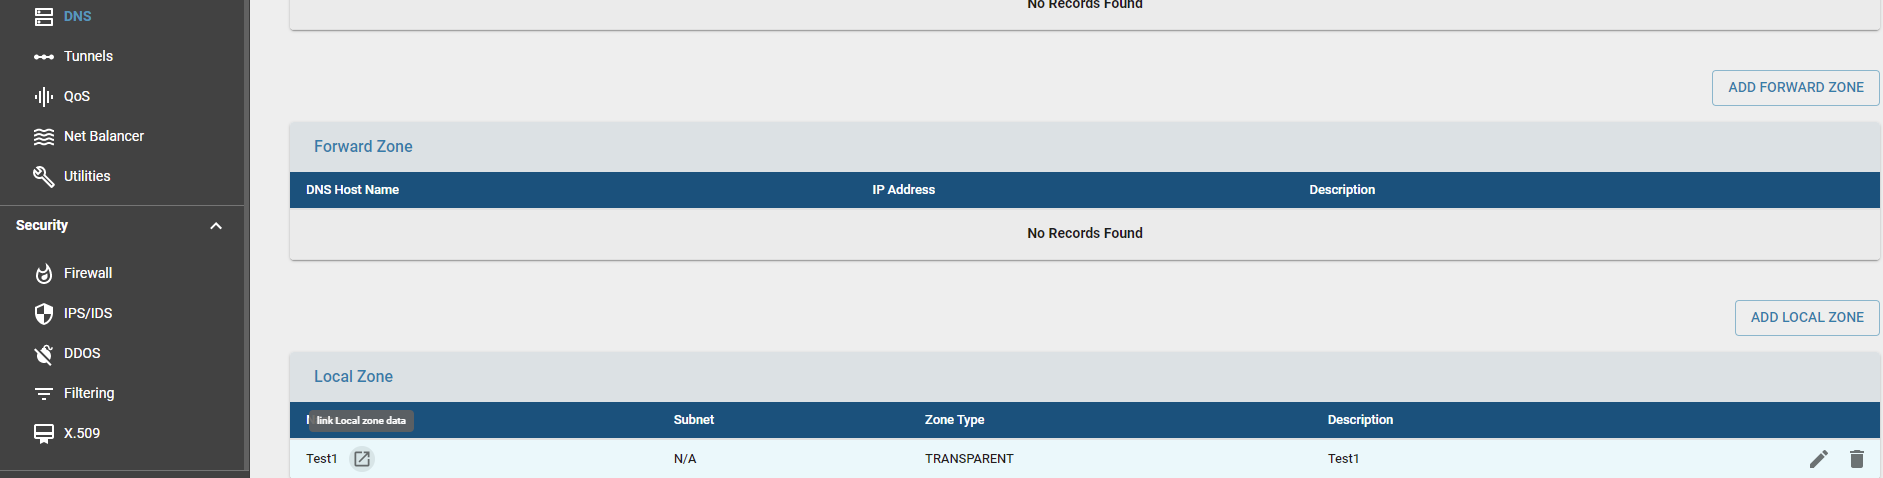 DNS
Tunnels
QoS
Net Balancer
Utilities
Security
Firewall
IPS/IDS
DDOS
Filtering
X.509
No Records Found
ADD FORWARD ZONE
Forward Zone
DNS Host Name IP Address Description
No Records Found
ADD LOCAL ZONE
Local Zone
link Local zone data Subnet Zone Type Description
Test1 N/A TRANSPARENT Test1